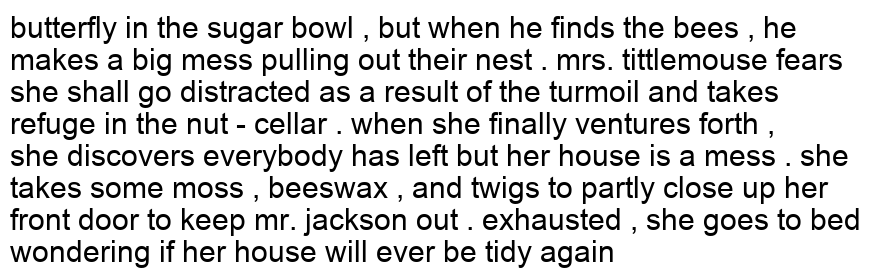 butterfly in the sugar bowl , but when he finds the bees , he
makes a big mess pulling out their nest . mrs. tittlemouse fears
she shall go distracted as a result of the turmoil and takes
refuge in the nut - cellar . when she finally ventures forth ,
she discovers everybody has left but her house is a mess . she
takes some moss , beeswax , and twigs to partly close up her
front door to keep mr. jackson out . exhausted , she goes to bed
wondering if her house will ever be tidy again